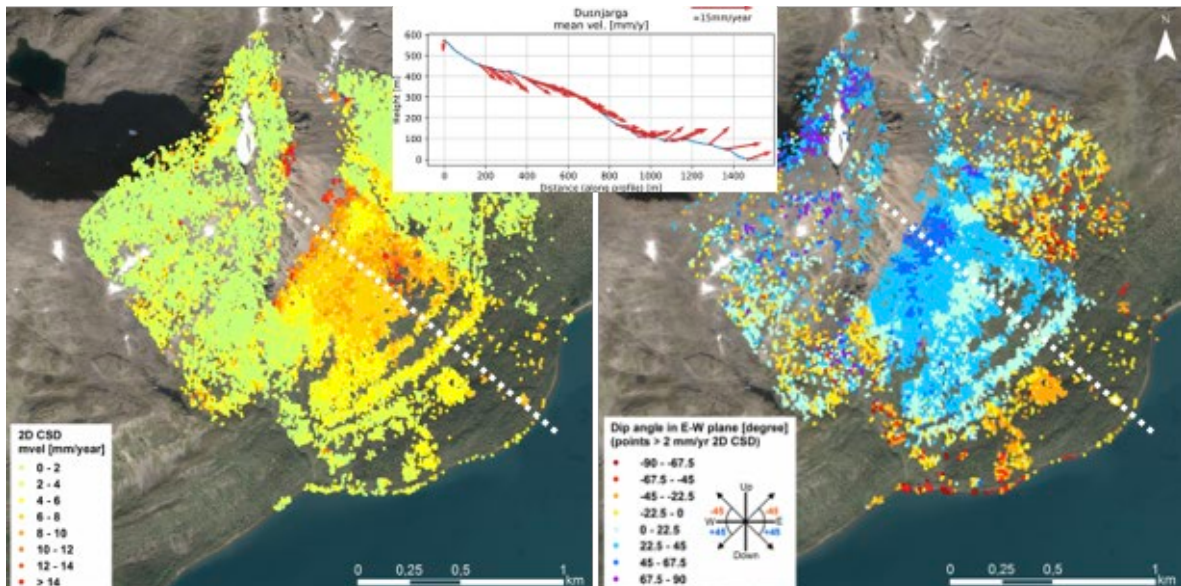 Dusnjarga
mean vel. [mm/y]
=15mm/year
Height [m]
600
500
400
300
200
100
0
0 200 400 600 800 1000 1200 1400
Distance (along profile) [m]
N
2D CSD
mvel [mm/year]
0 - 2
2 - 4
4 - 6
6 - 8
8 - 10
10 - 12
12 - 14
> 14
0 0,25 0,5 1
km
Dip angle in E-W plane [degree]
(points > 2 mm/yr 2D CSD)
-90 - -67.5
-67.5 - -45
-45 - -22.5
-22.5 - 0
0 - 22.5
22.5 - 45
45 - 67.5
67.5 - 90
Up
-45 -45
W E
+45 +45
Down
0 0,25 0,5 1
km